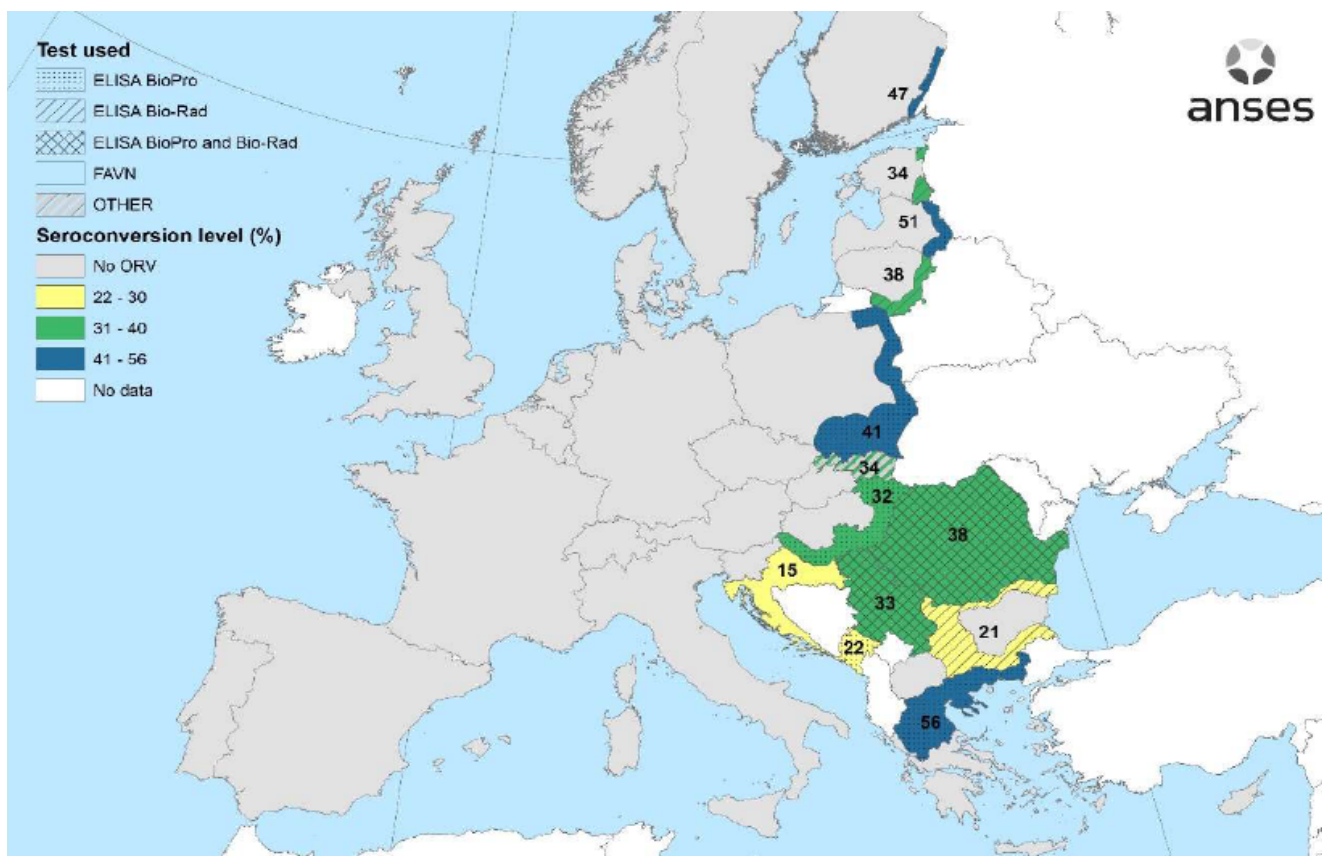 Test used
ELISA BioPro
ELISA Bio-Rad
ELISA BioPro and Bio-Rad
FAVN
OTHER
Seroconversion level (%)
No ORV
22 - 30
31 - 40
41 - 56
No data
anses
47
34
51
38
41
34
32
38
15
33
21
22
56